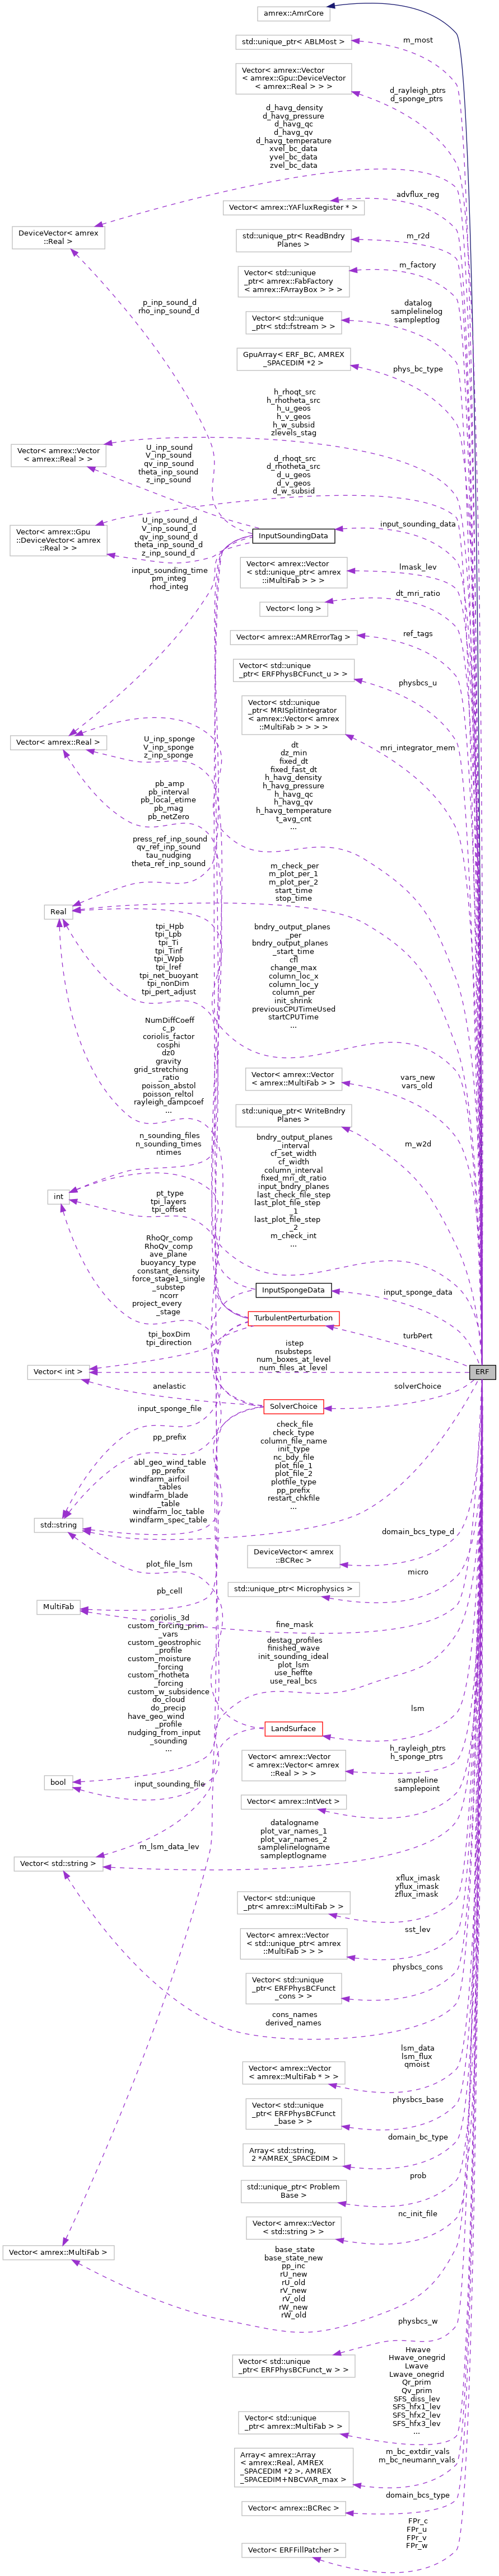 amrex::AmrCore
std::unique_ptr< ABLMost >
m_most
Vector< amrex::Vector
< amrex::Gpu::DeviceVector
< amrex::Real > > >
d_rayleigh_ptrs
d_sponge_ptrs
d_havg_density
d_havg_pressure
d_havg_qc
d_havg_qv
d_havg_temperature
xvel_bc_data
yvel_bc_data
zvel_bc_data
advflux_reg
Vector< amrex::YAFluxRegister * >
DeviceVector< amrex
::Real >
std::unique_ptr< ReadBndry
Planes >
m_r2d
Vector< std::unique
_ptr< amrex::FabFactory
< amrex::FArrayBox > > >
m_factory
p_inp_sound_d
rho_inp_sound_d
datalog
samplelinelog
sampleptlog
Vector< std::unique
_ptr< std::fstream > >
GpuArray< ERF_BC, AMREX
_SPACEDIM *2 >
phys_bc_type
h_rhoqt_src
h_rhotheta_src
h_u_geos
h_v_geos
h_w_subsid
zlevels_stag
Vector< amrex::Vector
< amrex::Real > >
U_inp_sound
V_inp_sound
qv_inp_sound
theta_inp_sound
z_inp_sound
d_rhoqt_src
d_rhotheta_src
d_u_geos
d_v_geos
d_w_subsid
Vector< amrex::Gpu
::DeviceVector< amrex
::Real > >
U_inp_sound_d
V_inp_sound_d
qv_inp_sound_d
theta_inp_sound_d
z_inp_sound_d
InputSoundingData
input_sounding_data
input_sounding_time
pm_integ
rhod_integ
Vector< amrex::Vector
< std::unique_ptr< amrex
::iMultiFab > > >
lmask_lev
Vector< long >
dt_mri_ratio
Vector< amrex::AMRErrorTag >
ref_tags
Vector< std::unique
_ptr< ERFPhysBCFunct_u > >
physbcs_u
Vector< std::unique
_ptr< MRISplitIntegrator
< amrex::Vector< amrex
::MultiFab > > > >
mri_integrator_mem
Vector< amrex::Real >
U_inp_sponge
V_inp_sponge
z_inp_sponge
dt
dz_min
fixed_dt
fixed_fast_dt
h_havg_density
h_havg_pressure
h_havg_qc
h_havg_qv
h_havg_temperature
t_avg_cnt
...
pb_amp
pb_interval
pb_local_etime
pb_mag
pb_netZero
press_ref_inp_sound
qv_ref_inp_sound
tau_nudging
theta_ref_inp_sound
m_check_per
m_plot_per_1
m_plot_per_2
start_time
stop_time
Real
tpi_Hpb
tpi_Lpb
tpi_Ti
tpi_Tinf
tpi_Wpb
tpi_lref
tpi_net_buoyant
tpi_nonDim
tpi_pert_adjust
bndry_output_planes
_per
bndry_output_planes
_start_time
cfl
change_max
column_loc_x
column_loc_y
column_per
init_shrink
previousCPUTimeUsed
startCPUTime
...
NumDiffCoeff
c_p
coriolis_factor
cosphi
dz0
gravity
grid_stretching
_ratio
poisson_abstol
poisson_reltol
rayleigh_dampcoef
...
Vector< amrex::Vector
< amrex::MultiFab > >
vars_new
vars_old
std::unique_ptr< WriteBndry
Planes >
m_w2d
n_sounding_files
n_sounding_times
ntimes
bndry_output_planes
_interval
cf_set_width
cf_width
column_interval
fixed_mri_dt_ratio
input_bndry_planes
last_check_file_step
last_plot_file_step
_1
last_plot_file_step
_2
m_check_int
...
int
pt_type
tpi_layers
tpi_offset
RhoQr_comp
RhoQv_comp
ave_plane
buoyancy_type
constant_density
force_stage1_single
_substep
ncorr
project_every
_stage
InputSpongeData
input_sponge_data
TurbulentPerturbation
turbPert
tpi_boxDim
tpi_direction
istep
nsubsteps
num_boxes_at_level
num_files_at_level
ERF
Vector< int >
anelastic
solverChoice
SolverChoice
input_sponge_file
pp_prefix
check_file
check_type
column_file_name
init_type
nc_bdy_file
plot_file_1
plot_file_2
plotfile_type
pp_prefix
restart_chkfile
...
abl_geo_wind_table
pp_prefix
windfarm_airfoil
_tables
windfarm_blade
_table
windfarm_loc_table
windfarm_spec_table
std::string
domain_bcs_type_d
DeviceVector< amrex
::BCRec >
plot_file_lsm
micro
std::unique_ptr< Microphysics >
pb_cell
MultiFab
fine_mask
coriolis_3d
custom_forcing_prim
_vars
custom_geostrophic
_profile
custom_moisture
_forcing
custom_rhotheta
_forcing
custom_w_subsidence
do_cloud
do_precip
have_geo_wind
_profile
nudging_from_input
_sounding
...
destag_profiles
finished_wave
init_sounding_ideal
plot_lsm
use_heffte
use_real_bcs
lsm
LandSurface
bool
input_sounding_file
Vector< amrex::Vector
< amrex::Vector< amrex
::Real > > >
h_rayleigh_ptrs
h_sponge_ptrs
Vector< amrex::IntVect >
sampleline
samplepoint
m_lsm_data_lev
datalogname
plot_var_names_1
plot_var_names_2
samplelinelogname
sampleptlogname
Vector< std::string >
Vector< std::unique
_ptr< amrex::iMultiFab > >
xflux_imask
yflux_imask
zflux_imask
Vector< amrex::Vector
< std::unique_ptr< amrex
::MultiFab > > >
sst_lev
Vector< std::unique
_ptr< ERFPhysBCFunct
_cons > >
physbcs_cons
cons_names
derived_names
Vector< amrex::Vector
< amrex::MultiFab * > >
lsm_data
lsm_flux
qmoist
Vector< std::unique
_ptr< ERFPhysBCFunct
_base > >
physbcs_base
Array< std::string,
2 *AMREX_SPACEDIM >
domain_bc_type
std::unique_ptr< Problem
Base >
prob
Vector< amrex::Vector
< std::string > >
nc_init_file
Vector< amrex::MultiFab >
base_state
base_state_new
pp_inc
rU_new
rU_old
rV_new
rV_old
rW_new
rW_old
physbcs_w
Vector< std::unique
_ptr< ERFPhysBCFunct_w > >
Hwave
Hwave_onegrid
Lwave
Lwave_onegrid
Qr_prim
Qv_prim
SFS_diss_lev
SFS_hfx1_lev
SFS_hfx2_lev
SFS_hfx3_lev
...
Vector< std::unique
_ptr< amrex::MultiFab > >
Array< amrex::Array
< amrex::Real, AMREX
_SPACEDIM *2 >, AMREX
_SPACEDIM+NBCVAR_max >
m_bc_extdir_vals
m_bc_neumann_vals
Vector< amrex::BCRec >
domain_bcs_type
Vector< ERFFillPatcher >
FPr_c
FPr_u
FPr_v
FPr_w